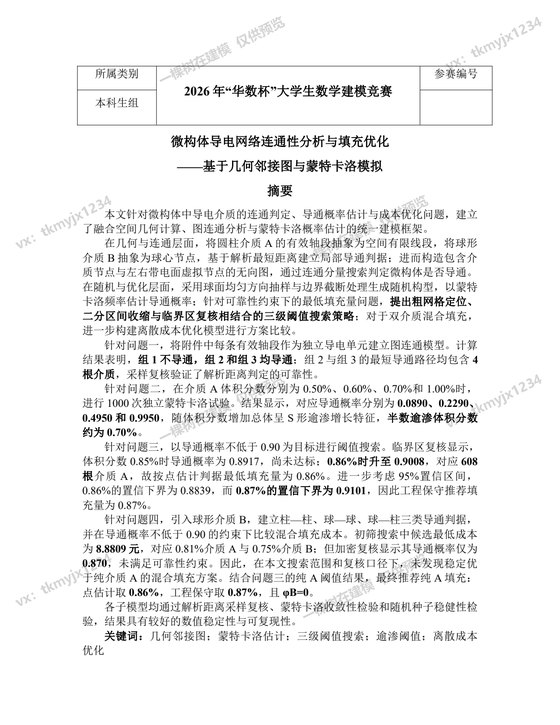 一棵树在建模 仅供预览
vx：tkmyjx1234
所属类别
本科生组
2026 年“华数杯”大学生数学建模竞赛
参赛编号
微构体导电网络连通性分析与填充优化
——基于几何邻接图与蒙特卡洛模拟
摘要
本文针对微构体中导电介质的连通判定、导通概率估计与成本优化问题，建立
了融合空间几何计算、图连通分析与蒙特卡洛概率估计的统一建模框架。
在几何与连通层面，将圆柱介质 A 的有效轴段抽象为空间有限线段，将球形
介质 B 抽象为球心节点，基于解析最短距离建立局部导通判据；进而构造包含介
质节点与左右带电面虚拟节点的无向图，通过连通分量搜索判定微构体是否导通。
在随机与优化层面，采用球面均匀方向抽样与边界截断处理生成随机构型，以蒙特
卡洛频率估计导通概率；针对可靠性约束下的最低填充量问题，提出粗网格定位、
二分区间收缩与临界区复核相结合的三级阈值搜索策略；对于双介质混合填充，
进一步构建离散成本优化模型进行方案比较。
针对问题一，将附件中每条有效轴段作为独立导电单元建立图连通模型。计算
结果表明，组 1 不导通，组 2 和组 3 均导通；组 2 与组 3 的最短导通路径均包含 4
根介质，采样复核验证了解析距离判定的可靠性。
针对问题二，在介质 A 体积分数分别为 0.50%、0.60%、0.70%和 1.00%时，
进行 1000 次独立蒙特卡洛试验。结果显示，对应导通概率分别为 0.0890、0.2290、
0.4950 和 0.9950，随体积分数增加总体呈 S 形逾渗增长特征，半数逾渗体积分数
约为 0.70%。
针对问题三，以导通概率不低于 0.90 为目标进行阈值搜索。临界区复核显示，
体积分数 0.85%时导通概率为 0.8917，尚未达标；0.86%时升至 0.9008，对应 608
根介质 A，故按点估计判据最低填充量为 0.86%。进一步考虑 95%置信区间，
0.86%的置信下界为 0.8839，而 0.87%的置信下界为 0.9101，因此工程保守推荐填
充量为 0.87%。
针对问题四，引入球形介质 B，建立柱—柱、球—球、球—柱三类导通判据，
并在导通概率不低于 0.90 的约束下比较混合填充成本。初筛搜索中候选最低成本
为 8.8809 元，对应 0.81%介质 A 与 0.75%介质 B；但加密复核显示其导通概率仅为
0.870，未满足可靠性约束。因此，在本文搜索范围和复核口径下，未发现稳定优
于纯介质 A 的混合填充方案。结合问题三的纯 A 阈值结果，最终推荐纯 A 填充；
点估计取 0.86%，工程保守取 0.87%，且 φB=0。
各子模型均通过解析距离采样复核、蒙特卡洛收敛性检验和随机种子稳健性检
验，结果具有较好的数值稳定性与可复现性。
关键词：几何邻接图；蒙特卡洛估计；三级阈值搜索；逾渗阈值；离散成本
优化